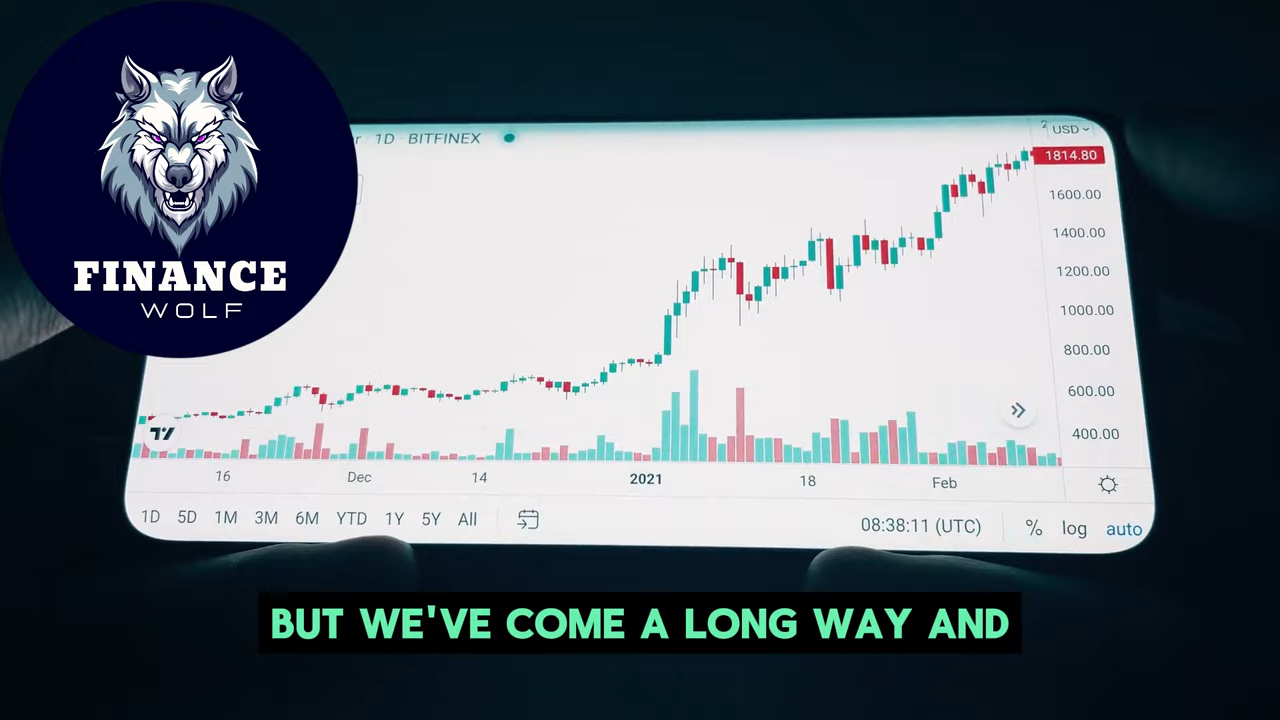 FINANCE
WOLF
r · 1D · BITFINEX
USD
1814.80
1600.00
1400.00
1200.00
1000.00
800.00
600.00
400.00
16 Dec 14 2021 18 Feb
1D 5D 1M 3M 6M YTD 1Y 5Y All
08:38:11 (UTC) % log auto
BUT WE'VE COME A LONG WAY AND